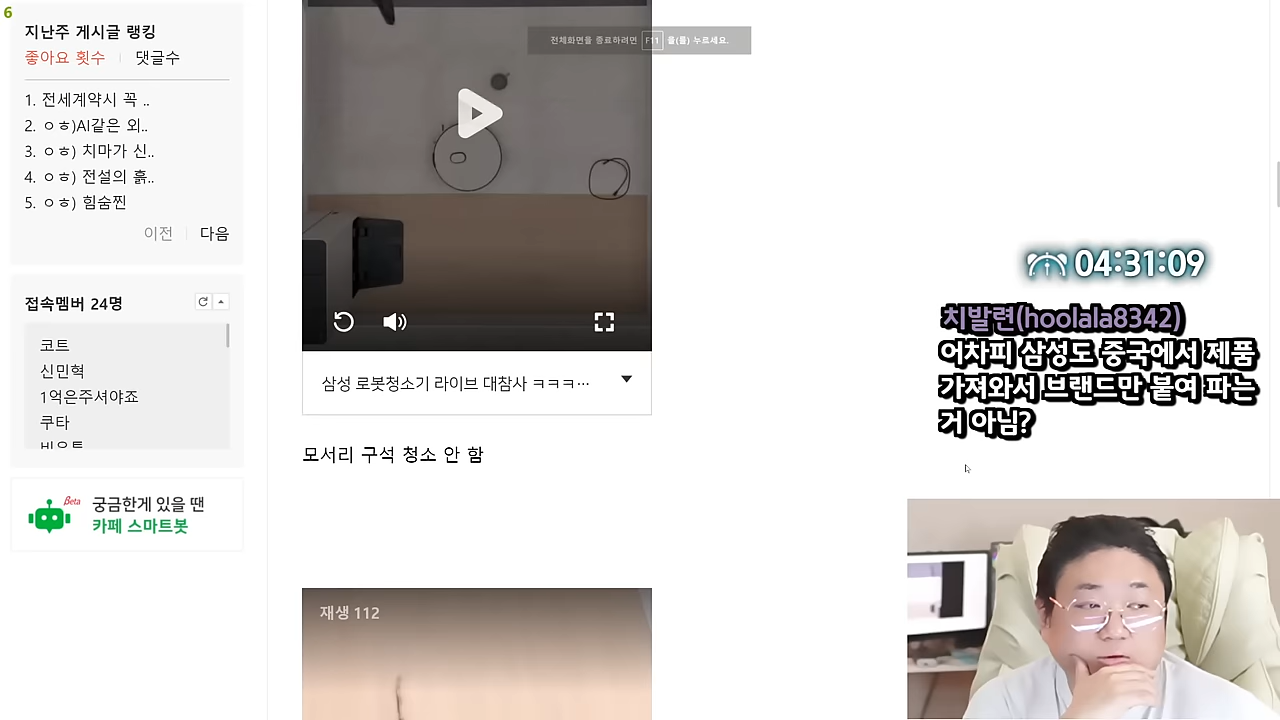 6
지난주 게시글 랭킹
좋아요 횟수 댓글수
1. 전세계약시 꼭 ..
2. ㅇㅎ)AI같은 외..
3. ㅇㅎ) 치마가 신..
4. ㅇㅎ) 전설의 흙..
5. ㅇㅎ) 힘숨찐
이전 다음
접속멤버 24명
코트
신민혁
1억은주셔야죠
쿠타
Beta
궁금한게 있을 땐
카페 스마트봇
전체화면을 종료하려면 F11 을(를) 누르세요.
삼성 로봇청소기 라이브 대참사 ㅋㅋㅋ…
모서리 구석 청소 안 함
재생 112
04:31:09
치발련(hoolala8342)
어차피 삼성도 중국에서 제품
가져와서 브랜드만 붙여 파는
거 아님?